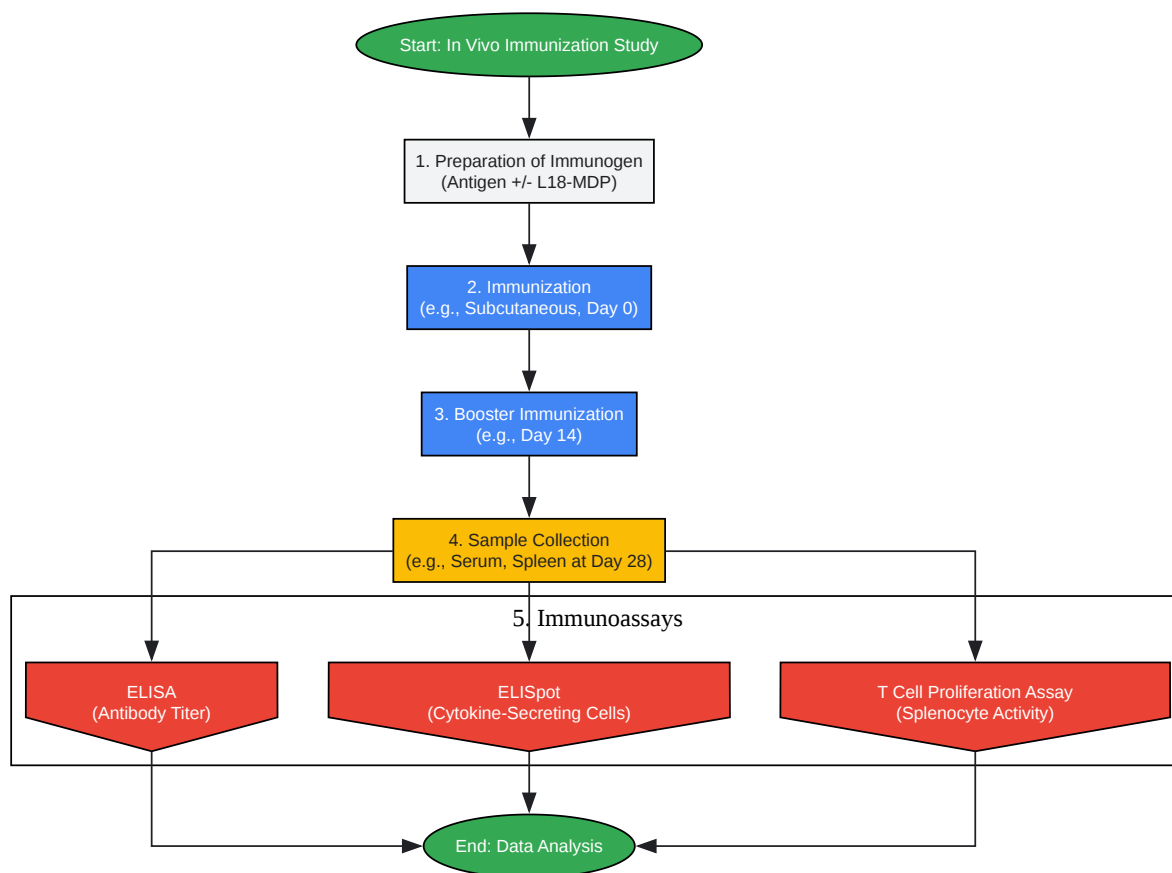 Start: In Vivo Immunization Study
1. Preparation of Immunogen
(Antigen +/- L18-MDP)
2. Immunization
(e.g., Subcutaneous, Day 0)
3. Booster Immunization
(e.g., Day 14)
4. Sample Collection
(e.g., Serum, Spleen at Day 28)
5. Immunoassays
ELISA
(Antibody Titer)
ELISpot
(Cytokine-Secreting Cells)
T Cell Proliferation Assay
(Splenocyte Activity)
End: Data Analysis